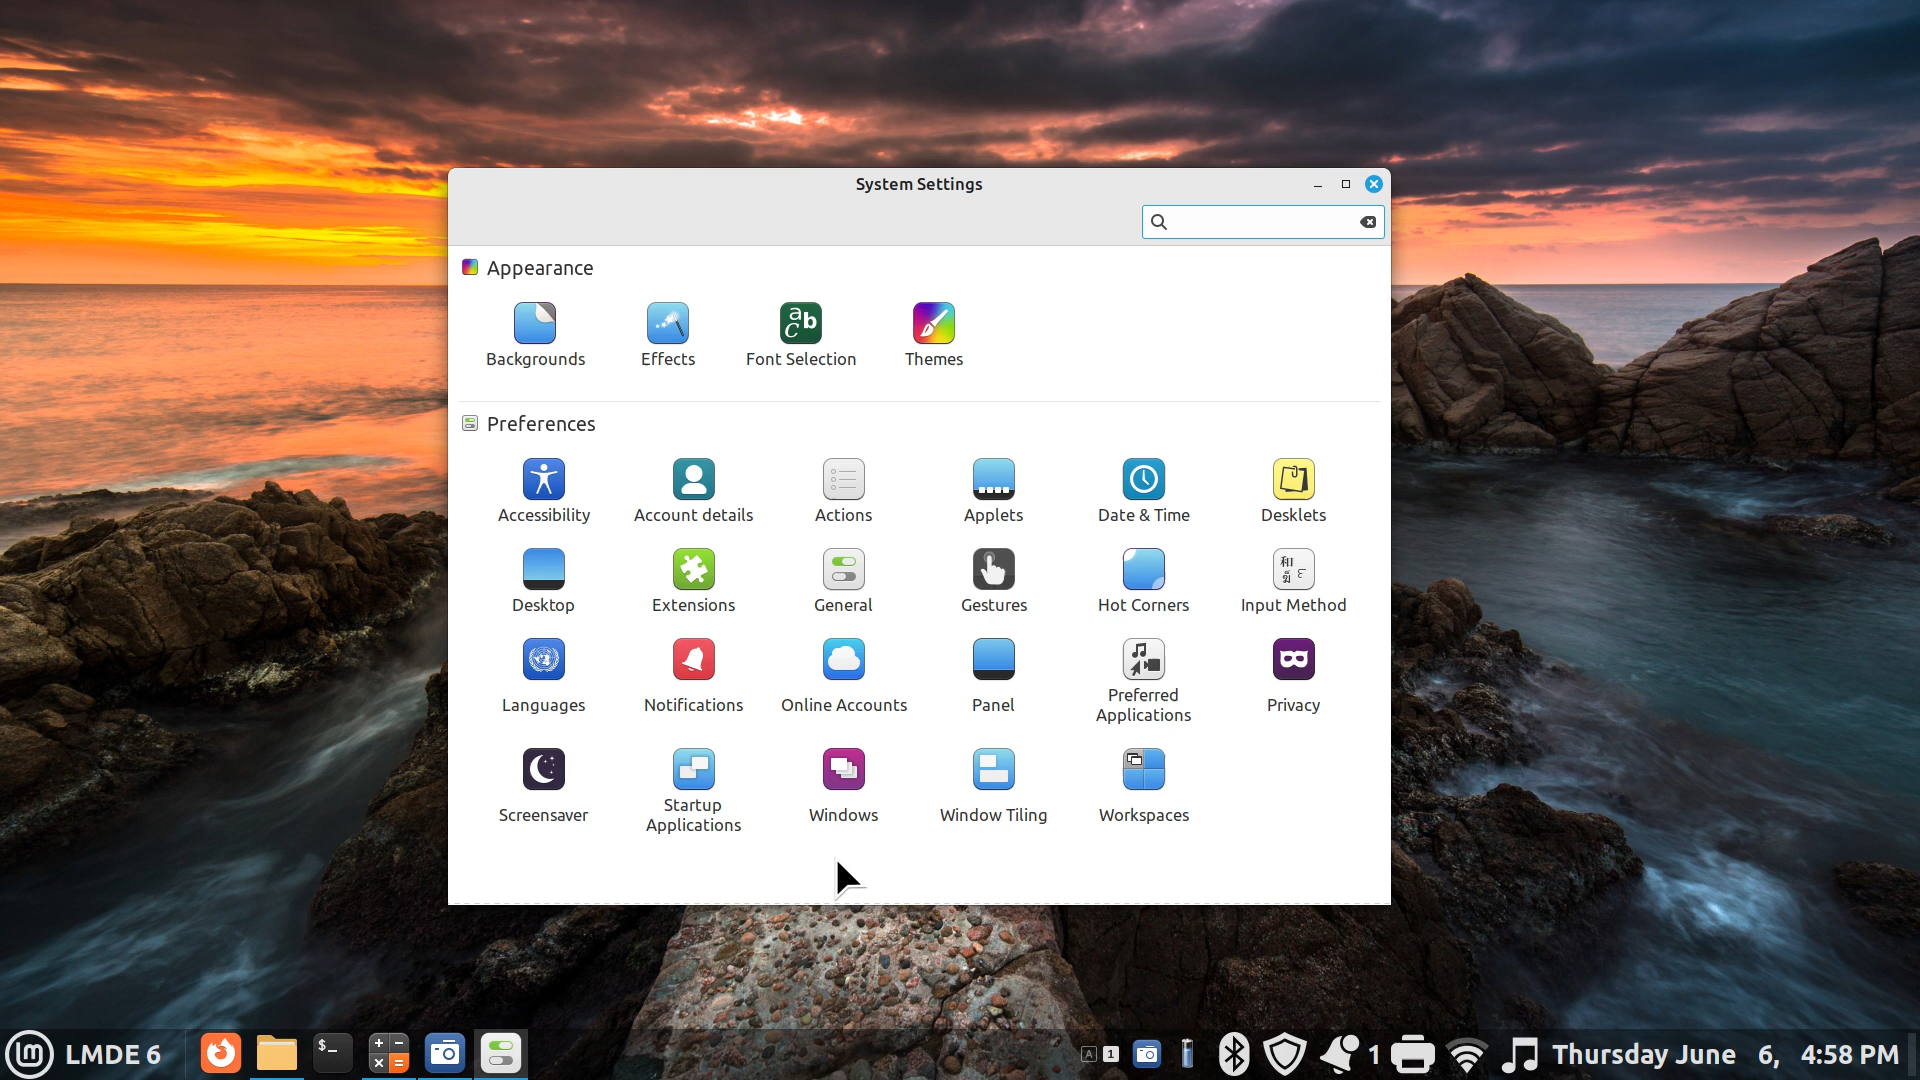 System Settings
Appearance
Backgrounds
Effects
Font Selection
Themes
Preferences
Accessibility
Account details
Actions
Applets
Date & Time
Desklets
Desktop
Extensions
General
Gestures
Hot Corners
Input Method
Languages
Notifications
Online Accounts
Panel
Preferred
Applications
Privacy
Screensaver
Startup
Applications
Windows
Window Tiling
Workspaces
LMDE 6
A
1
1
Thursday June 6, 4:58 PM